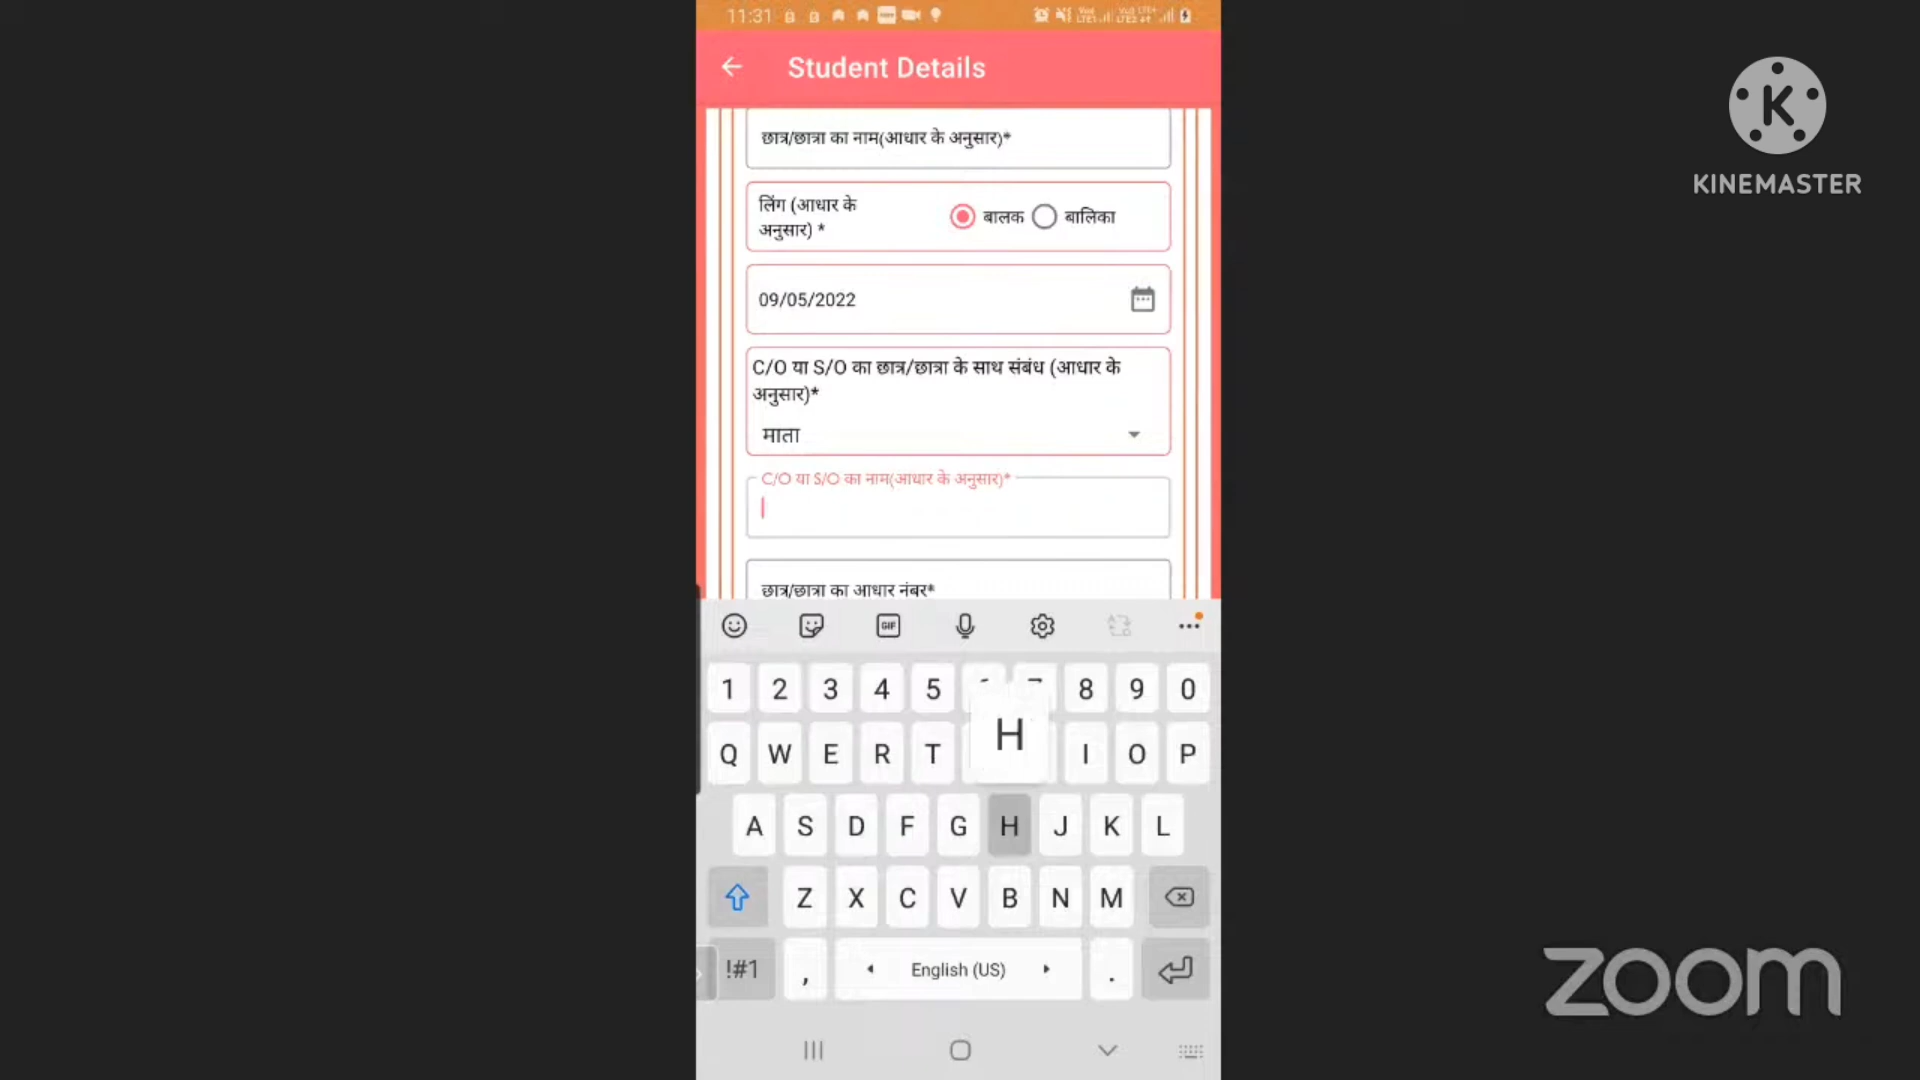 11:31
Student Details
छात्र/छात्रा का नाम(आधार के अनुसार)*
लिंग (आधार के
अनुसार) *
बालक
बालिका
09/05/2022
C/O या S/O का छात्र/छात्रा के साथ संबंध (आधार के
अनुसार)*
माता
C/O या S/O का नाम(आधार के अनुसार)*
छात्र/छात्रा का आधार नंबर*
GIF
1 2 3 4 5 8 9 0
H
Q W E R T I O P
A S D F G H J K L
Z X C V B N M
!#1 , English (US) .
K
KINEMASTER
zoom